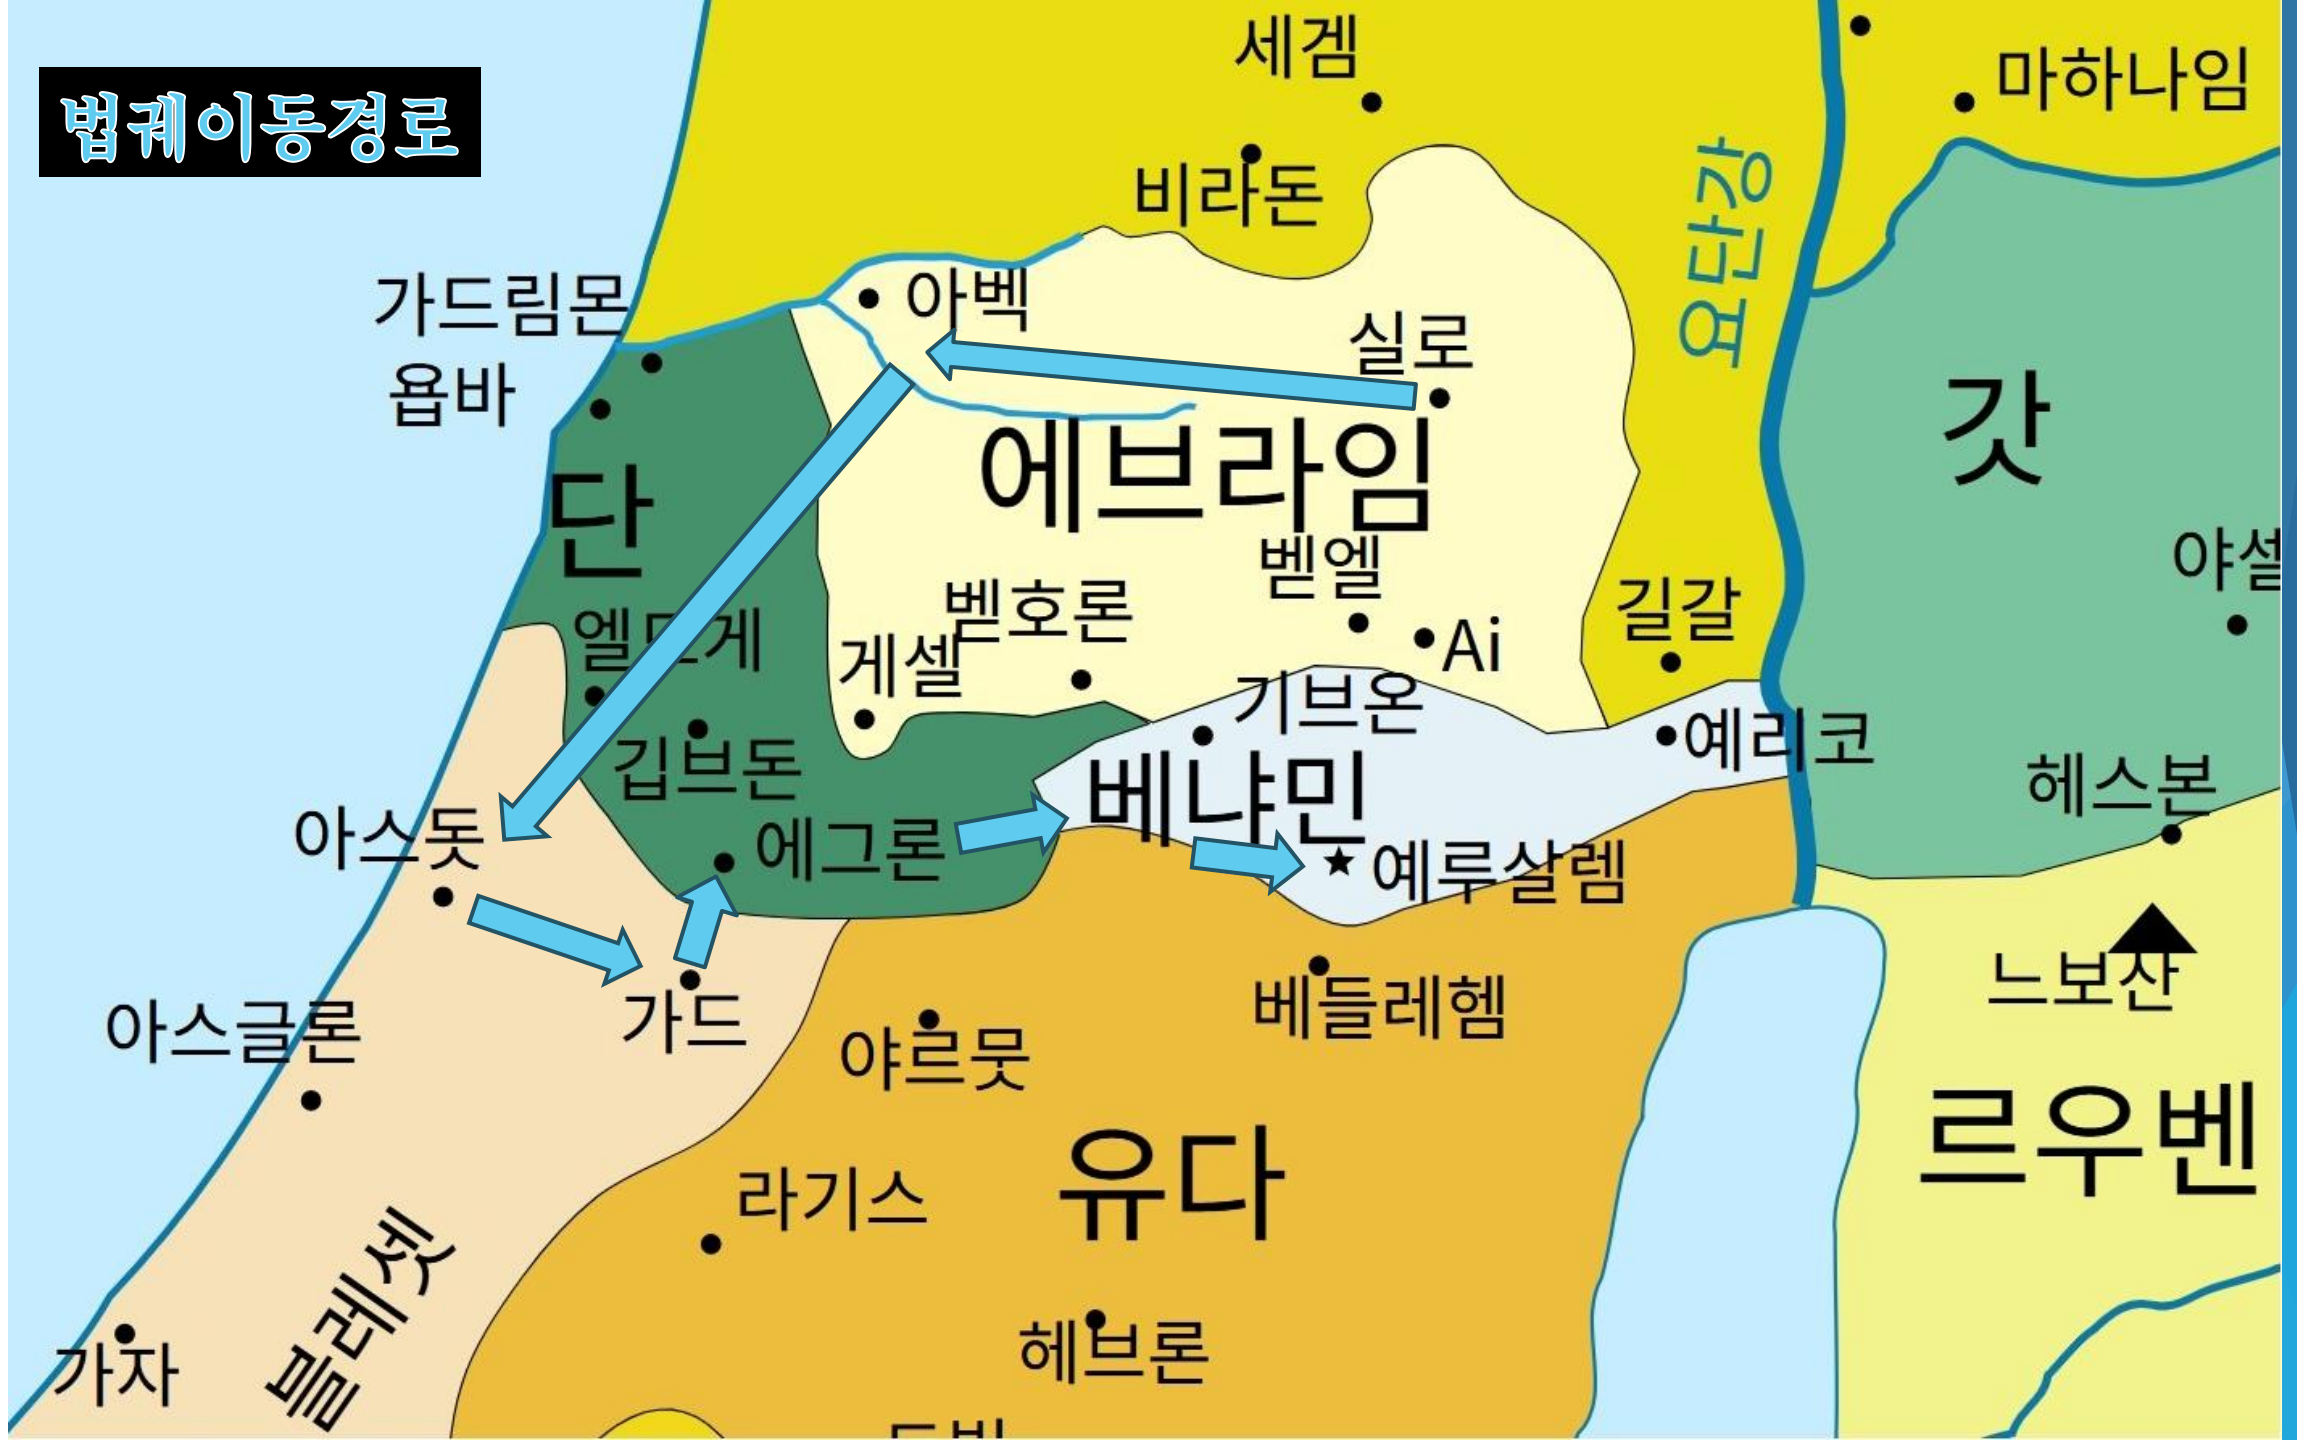 법궤이동경로
세겜
마하나임
비라돈
요단강
가드림몬
아벡
실로
욥바
갓
에브라임
단
벧엘
야셀
벧호론
길갈
엘드게
게셀
Ai
기브온
예리코
깁브돈
베냐민
헤스본
아스돗
에그론
예루살렘
느보산
베들레헴
가드
아스글론
야르뭇
르우벤
유다
라기스
블레셋
헤브론
가자